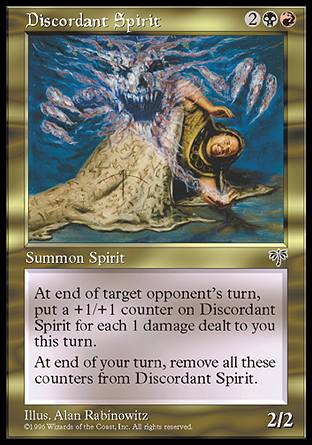 Discordant Spirit 2
Summon Spirit
At end of target opponent's turn,
put a +1/+1 counter on Discordant
Spirit for each 1 damage dealt to you
this turn.
At end of your turn, remove all these
counters from Discordant Spirit.
Illus. Alan Rabinowitz
©1996 Wizards of the Coast, Inc. All rights reserved.
2/2